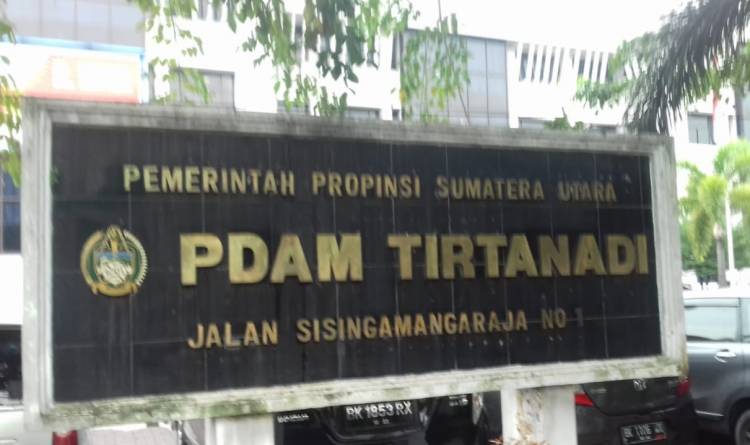 PEMERINTAH PROPINSI SUMATERA UTARA
PDAM TIRTANADI
JALAN SISINGAMANGARAJA NO 1
BK 1853 RX